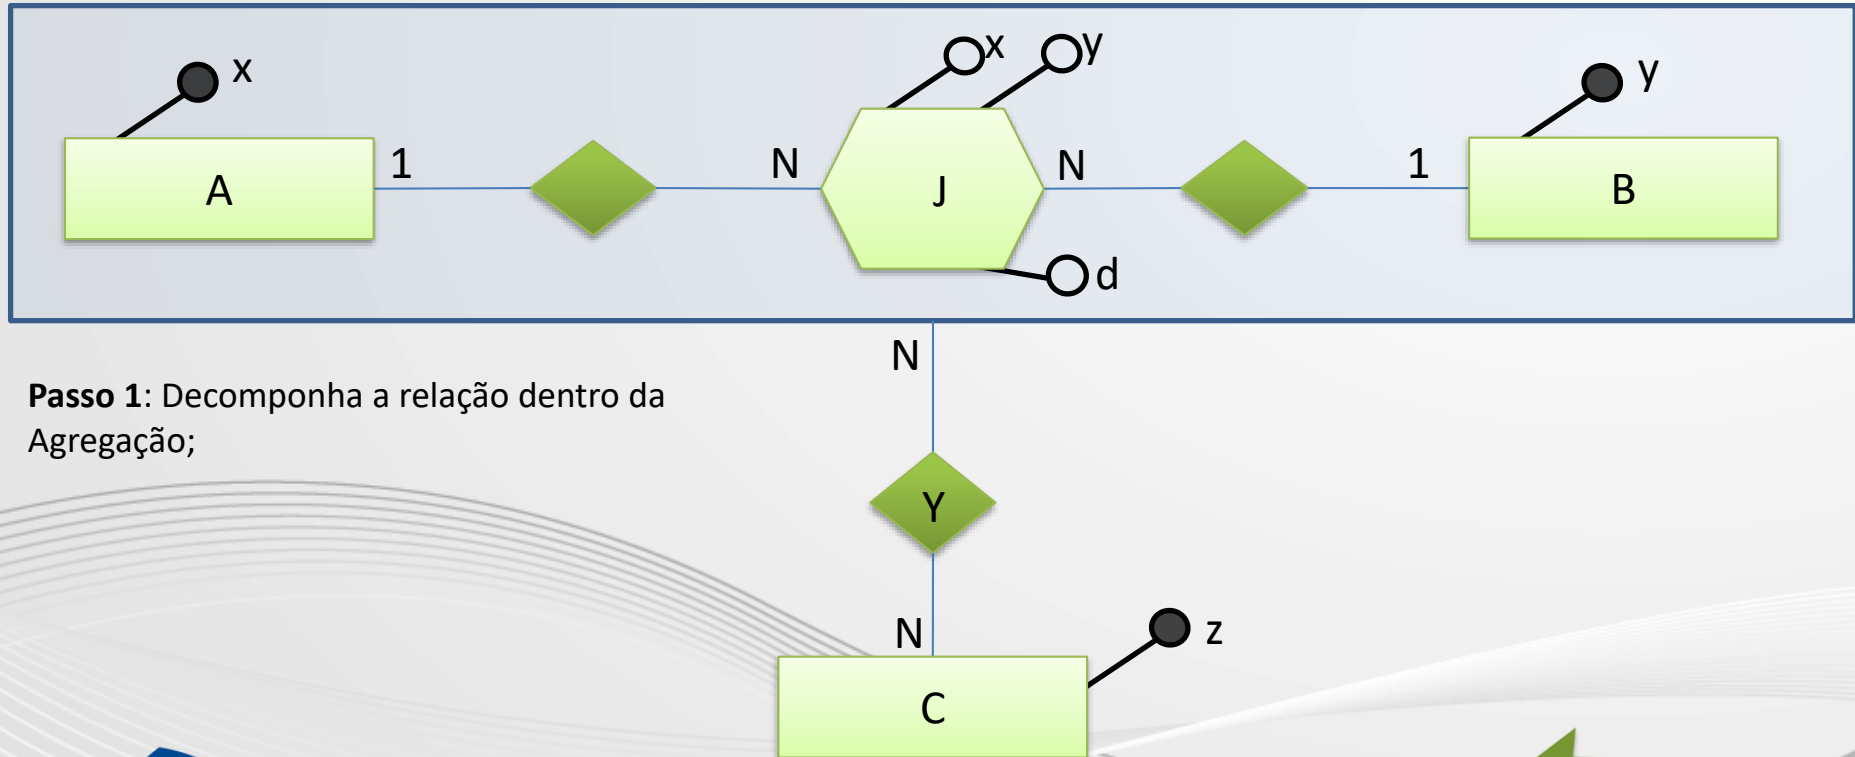 x
x
y
y
A
1
N
J
N
1
B
d
N
Passo 1: Decomponha a relação dentro da
Agregação;
Y
N
z
C